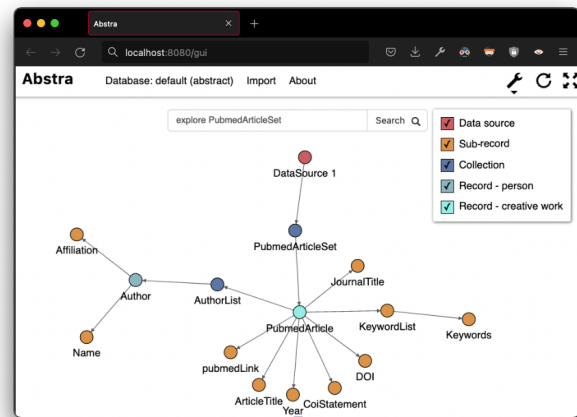 Abstra
localhost:8080/gui
Abstra Database: default (abstract) Import About
explore PubmedArticleSet Search
Data source
Sub-record
Collection
Record - person
Record - creative work
DataSource 1
PubmedArticleSet
Affiliation
JournalTitle
Author
AuthorList
PubmedArticle
KeywordList
Keywords
Name
pubmedLink
DOI
ArticleTitle
Year
CoiStatement